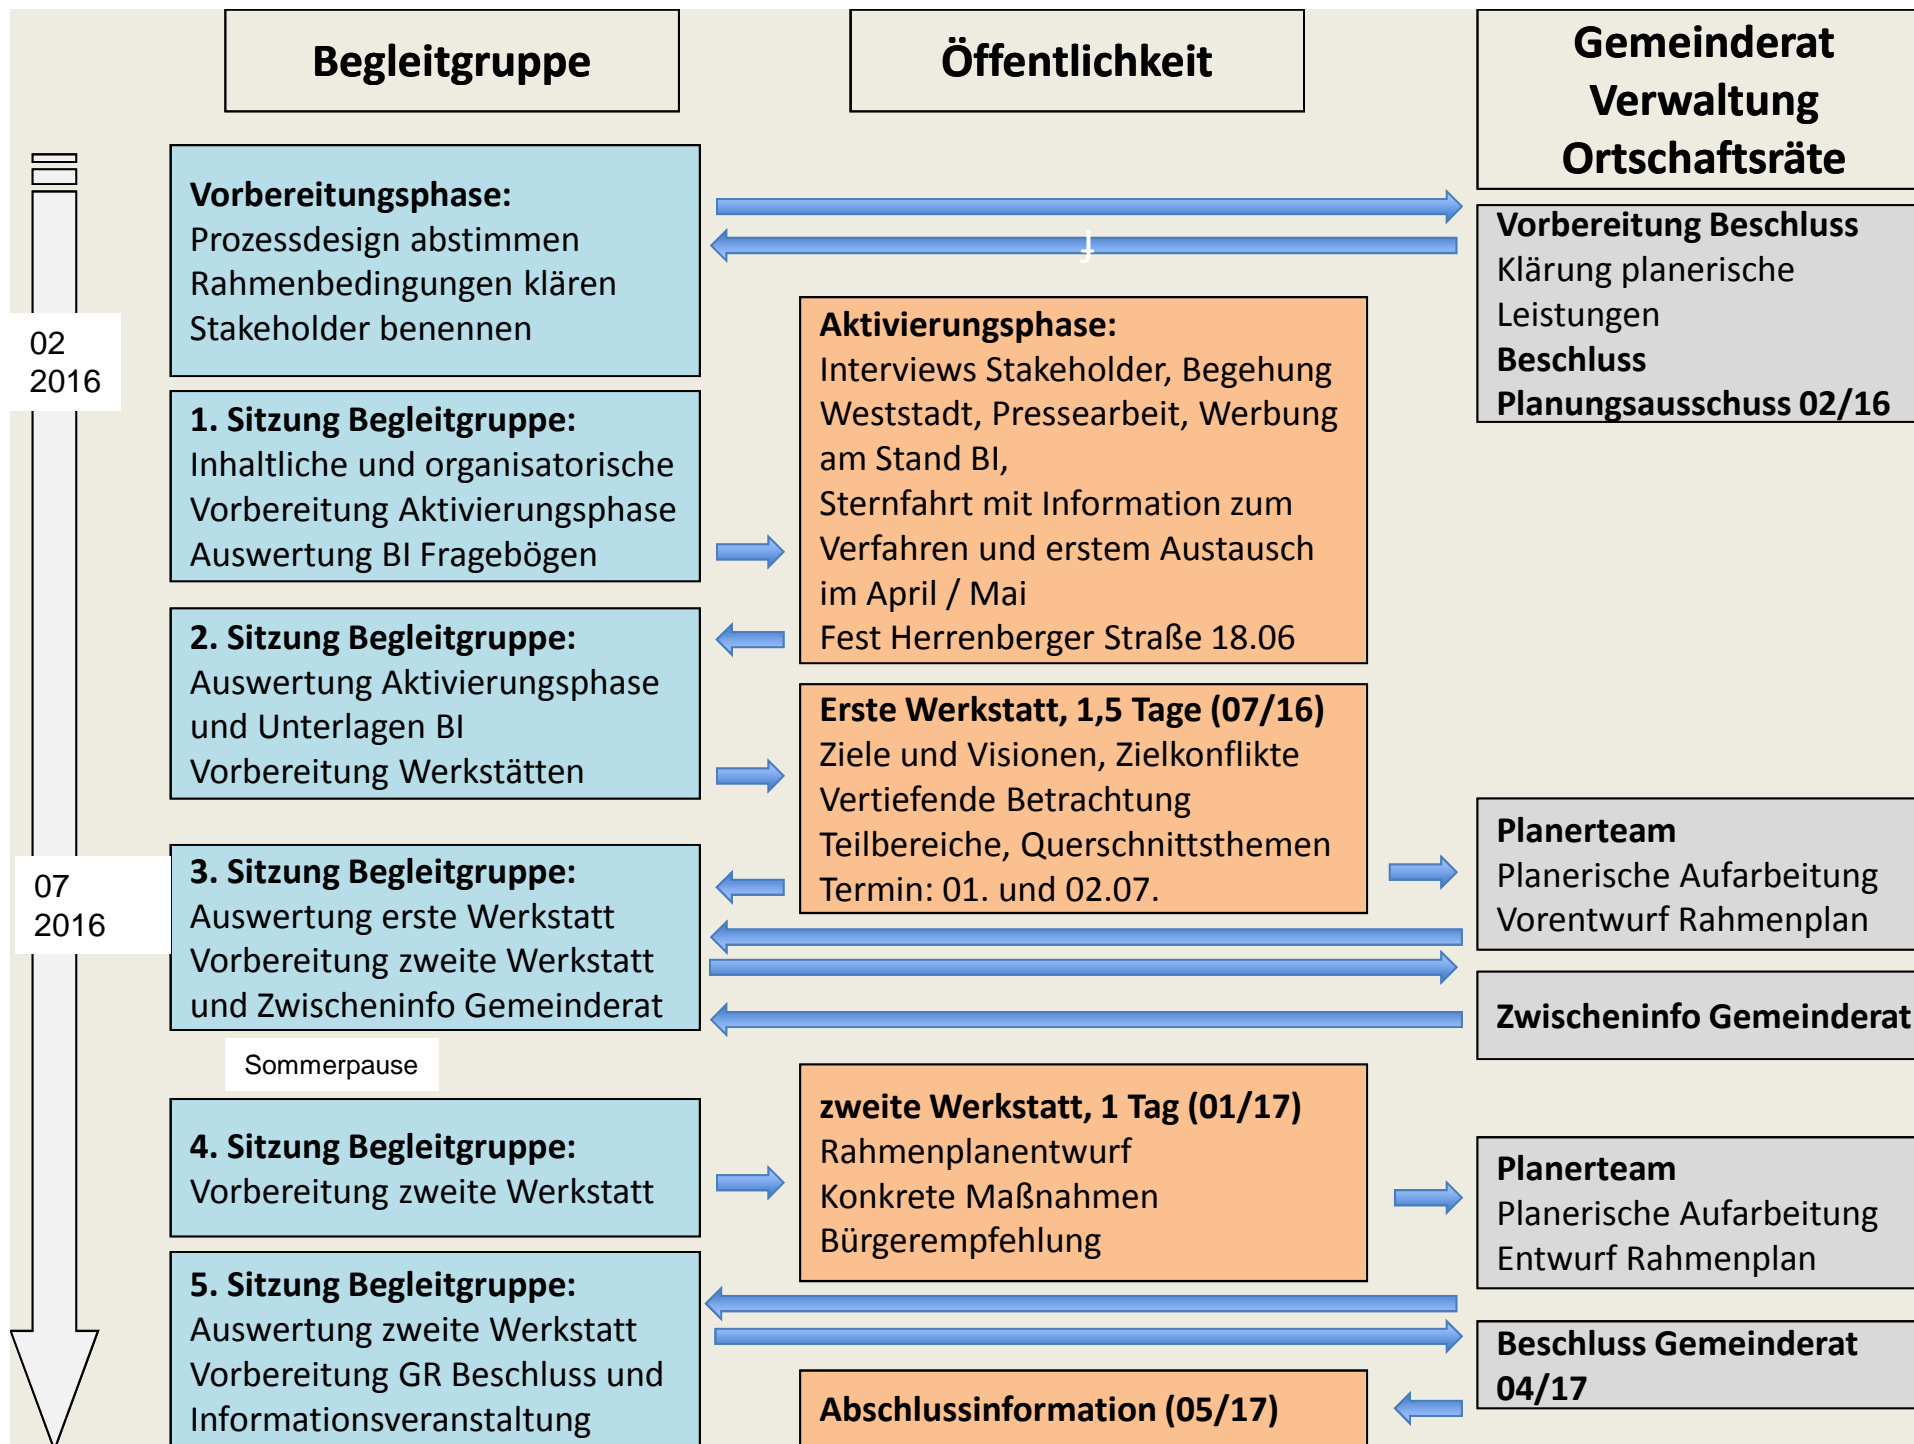 Begleitgruppe
Öffentlichkeit
Gemeinderat
Verwaltung
Ortschaftsräte
02
2016
07
2016
Vorbereitungsphase:
Prozessdesign abstimmen
Rahmenbedingungen klären
Stakeholder benennen
1. Sitzung Begleitgruppe:
Inhaltliche und organisatorische
Vorbereitung Aktivierungsphase
Auswertung BI Fragebögen
2. Sitzung Begleitgruppe:
Auswertung Aktivierungsphase
und Unterlagen BI
Vorbereitung Werkstätten
3. Sitzung Begleitgruppe:
Auswertung erste Werkstatt
Vorbereitung zweite Werkstatt
und Zwischeninfo Gemeinderat
Sommerpause
4. Sitzung Begleitgruppe:
Vorbereitung zweite Werkstatt
5. Sitzung Begleitgruppe:
Auswertung zweite Werkstatt
Vorbereitung GR Beschluss und
Informationsveranstaltung
Aktivierungsphase:
Interviews Stakeholder, Begehung
Weststadt, Pressearbeit, Werbung
am Stand BI,
Sternfahrt mit Information zum
Verfahren und erstem Austausch
im April / Mai
Fest Herrenberger Straße 18.06
Erste Werkstatt, 1,5 Tage (07/16)
Ziele und Visionen, Zielkonflikte
Vertiefende Betrachtung
Teilbereiche, Querschnittsthemen
Termin: 01. und 02.07.
zweite Werkstatt, 1 Tag (01/17)
Rahmenplanentwurf
Konkrete Maßnahmen
Bürgerempfehlung
Abschlussinformation (05/17)
Vorbereitung Beschluss
Klärung planerische
Leistungen
Beschluss
Planungsausschuss 02/16
Planerteam
Planerische Aufarbeitung
Vorentwurf Rahmenplan
Zwischeninfo Gemeinderat
Planerteam
Planerische Aufarbeitung
Entwurf Rahmenplan
Beschluss Gemeinderat
04/17